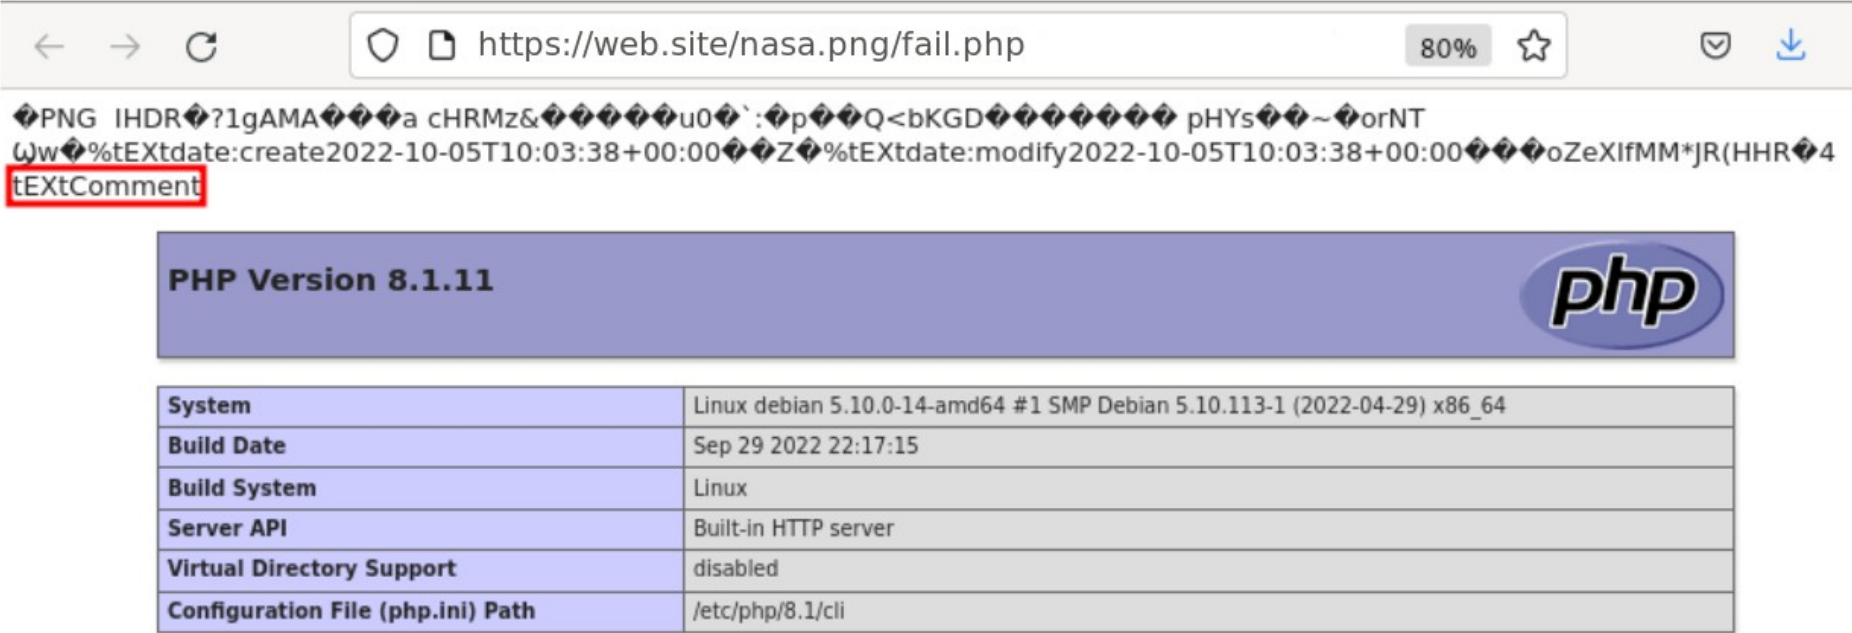 https://web.site/nasa.png/fail.php 80%
�PNG IHDR�?1gAMA���a cHRMz&�����u0�`:�p��Q<bKGD������� pHYs��~�orNT
Ѡw�%tEXtdate:create2022-10-05T10:03:38+00:00��Z�%tEXtdate:modify2022-10-05T10:03:38+00:00���oZeXIfMM*JR(HHR�4
tEXtComment
PHP Version 8.1.11
php
System Linux debian 5.10.0-14-amd64 #1 SMP Debian 5.10.113-1 (2022-04-29) x86_64
Build Date Sep 29 2022 22:17:15
Build System Linux
Server API Built-in HTTP server
Virtual Directory Support disabled
Configuration File (php.ini) Path /etc/php/8.1/cli